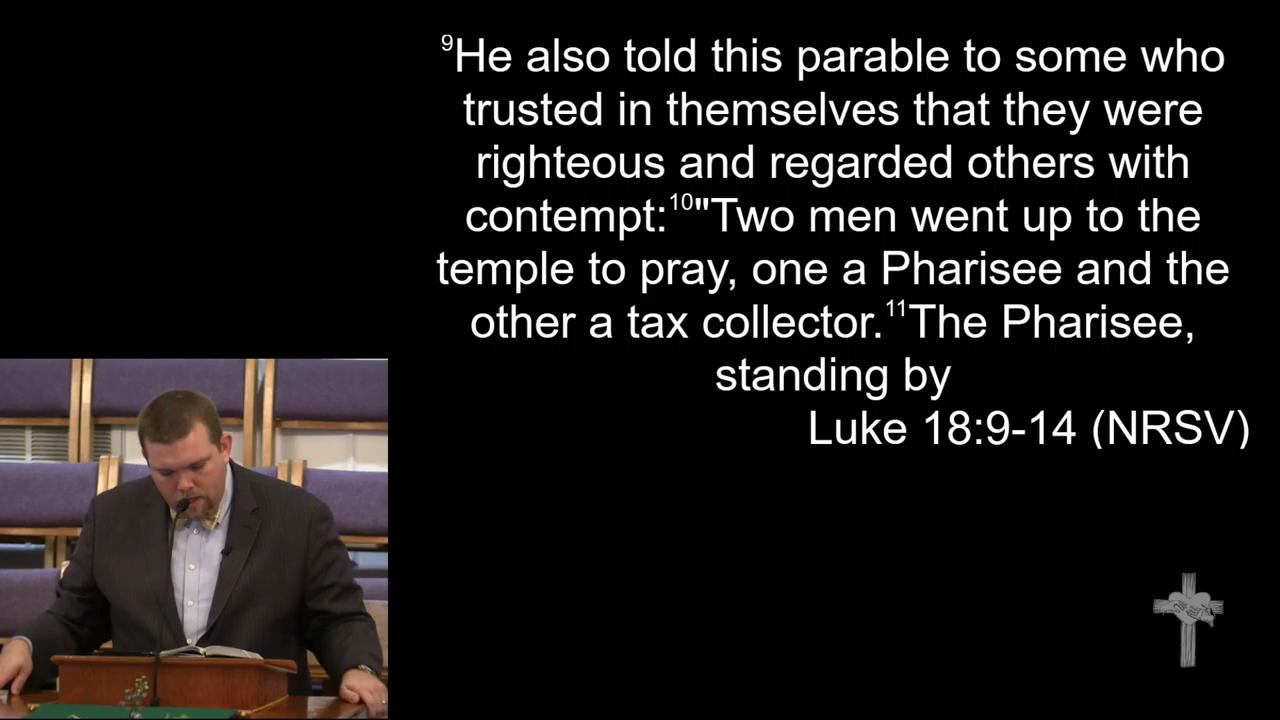 ⁹He also told this parable to some who
trusted in themselves that they were
righteous and regarded others with
contempt:¹⁰"Two men went up to the
temple to pray, one a Pharisee and the
other a tax collector.¹¹The Pharisee,
standing by
Luke 18:9-14 (NRSV)